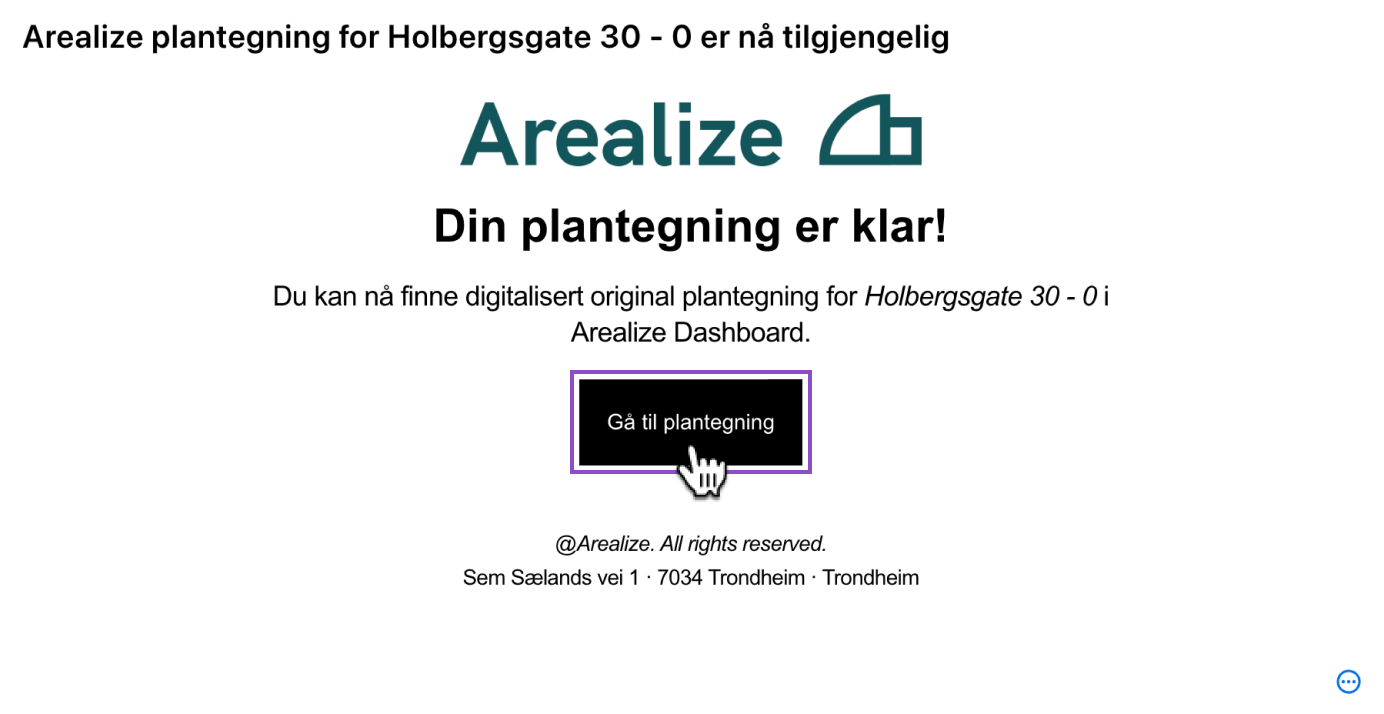 Arealize plantegning for Holbergsgate 30 - 0 er nå tilgjengelig
Arealize
Din plantegning er klar!
Du kan nå finne digitalisert original plantegning for Holbergsgate 30 - 0 i
Arealize Dashboard.
Gå til plantegning
@Arealize. All rights reserved.
Sem Sælands vei 1 · 7034 Trondheim · Trondheim